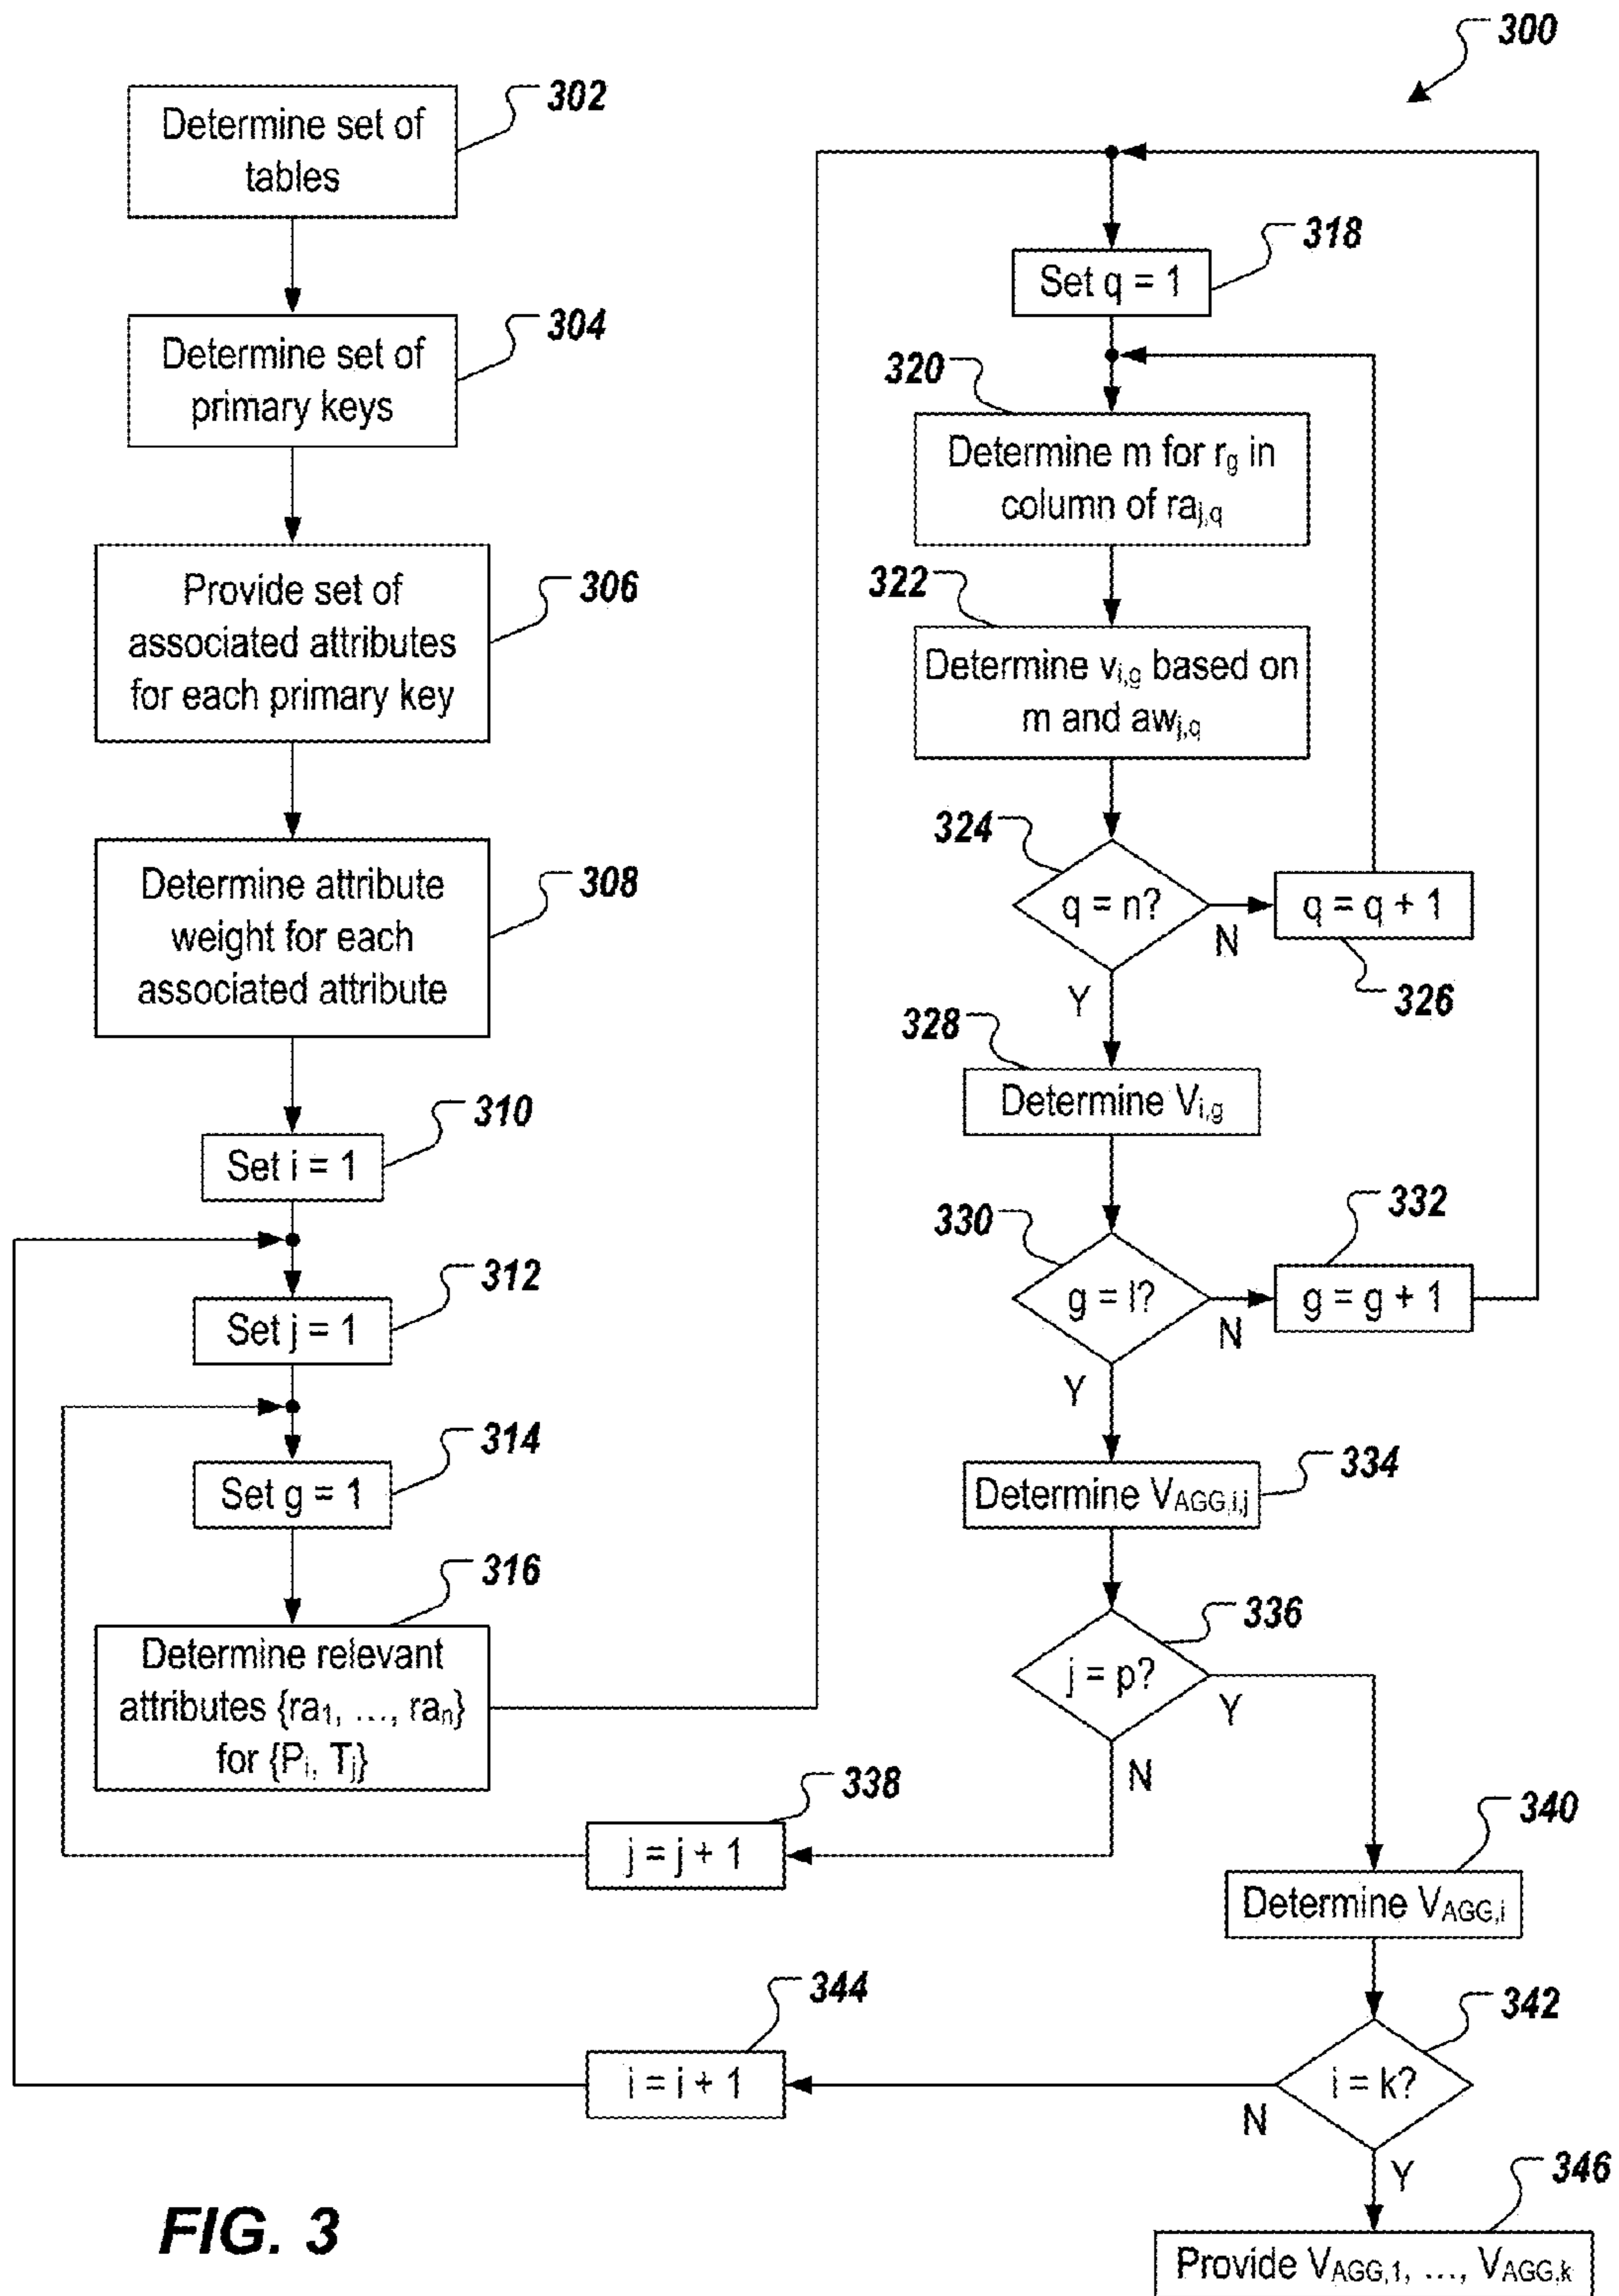 300
302
Determine set of
tables
304
Determine set of
primary keys
306
Provide set of
associated attributes
for each primary key
308
Determine attribute
weight for each
associated attribute
310
Set i = 1
312
Set j = 1
314
Set g = 1
316
Determine relevant
attributes {ra1, ..., ran}
for {Pi, Tj}
318
Set q = 1
320
Determine m for rg in
column of raj,q
322
Determine vi,g based on
m and awj,q
324
q = n?
N
q = q + 1
326
Y
328
Determine Vi,g
330
g = l?
N
332
g = g + 1
Y
334
Determine VAGG,i,j
336
j = p?
Y
N
338
j = j + 1
340
Determine VAGG,i
342
i = k?
N
344
i = i + 1
Y
346
Provide VAGG,1, ..., VAGG,k
FIG. 3